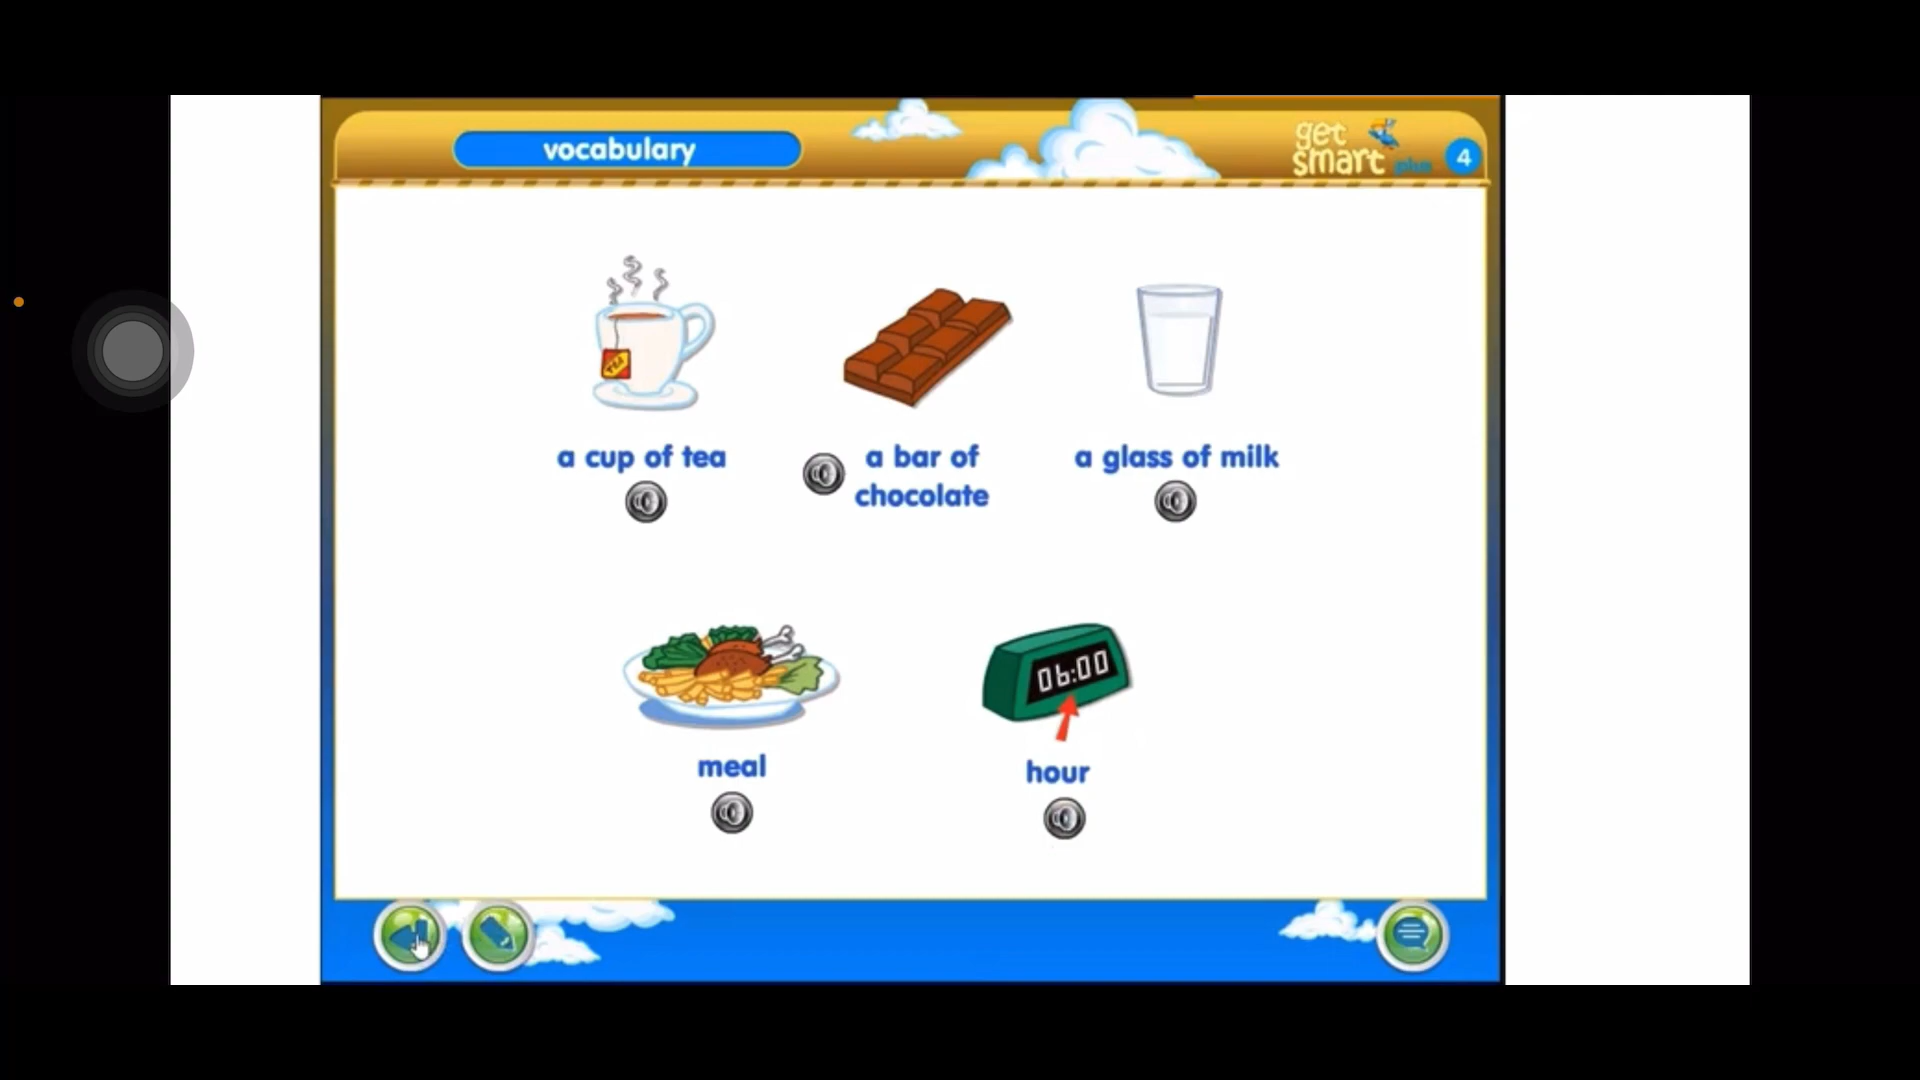 vocabulary
get
smart plus
4
TEA
a cup of tea
a bar of
chocolate
a glass of milk
06:00
meal
hour